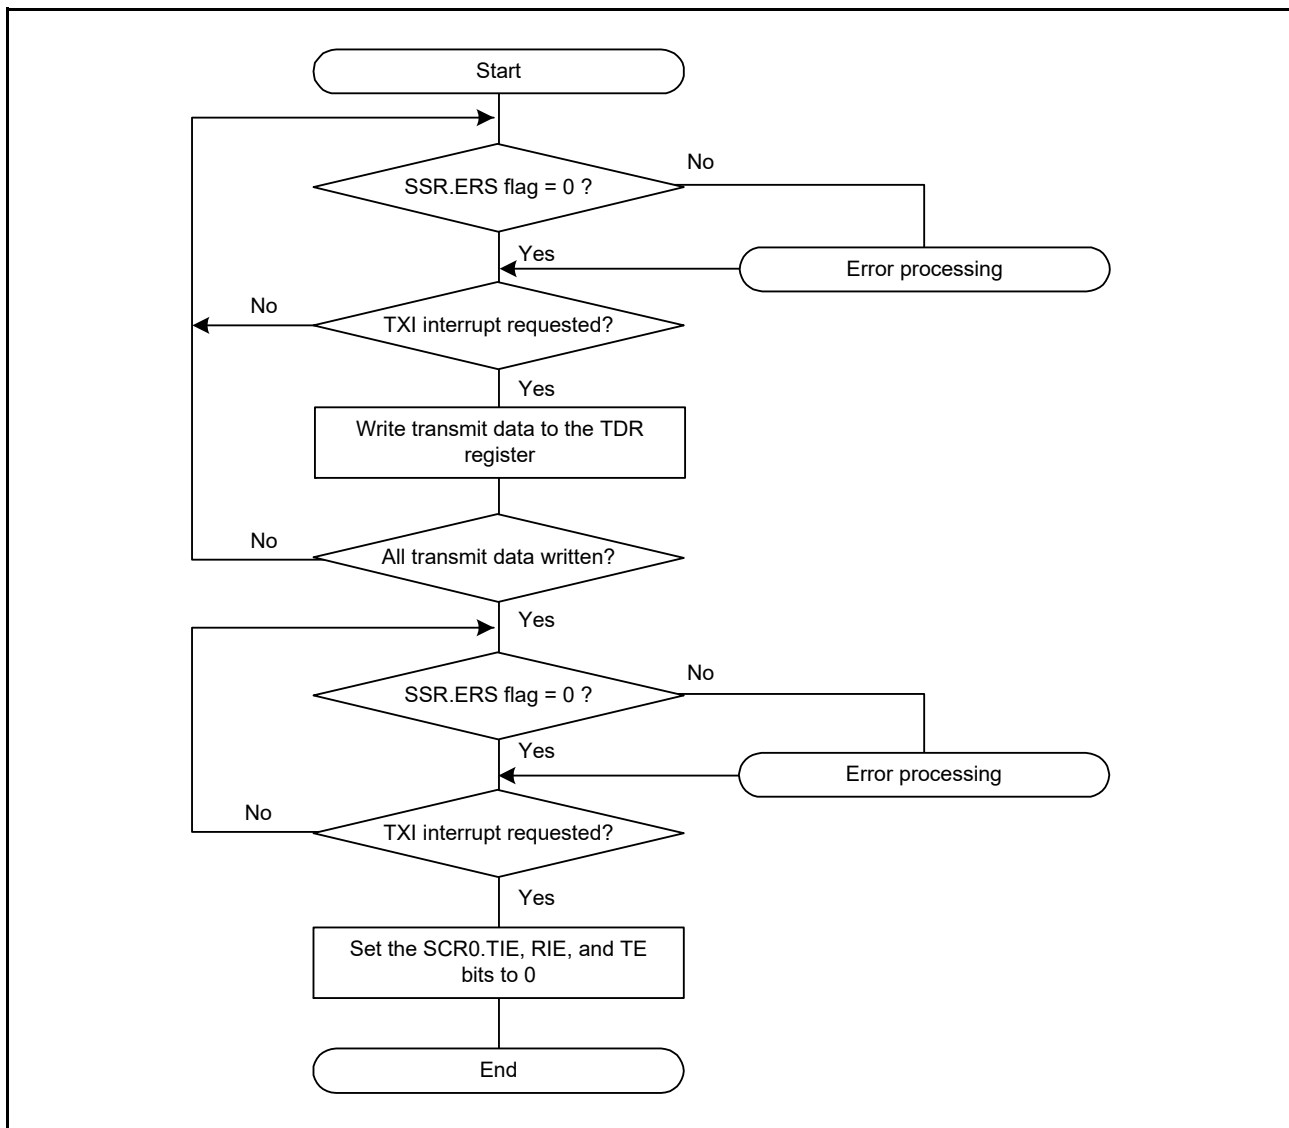 Start
SSR.ERS flag = 0 ?
No
Yes
Error processing
No
TXI interrupt requested?
Yes
Write transmit data to the TDR
register
No
All transmit data written?
Yes
SSR.ERS flag = 0 ?
No
Yes
Error processing
No
TXI interrupt requested?
Yes
Set the SCR0.TIE, RIE, and TE
bits to 0
End